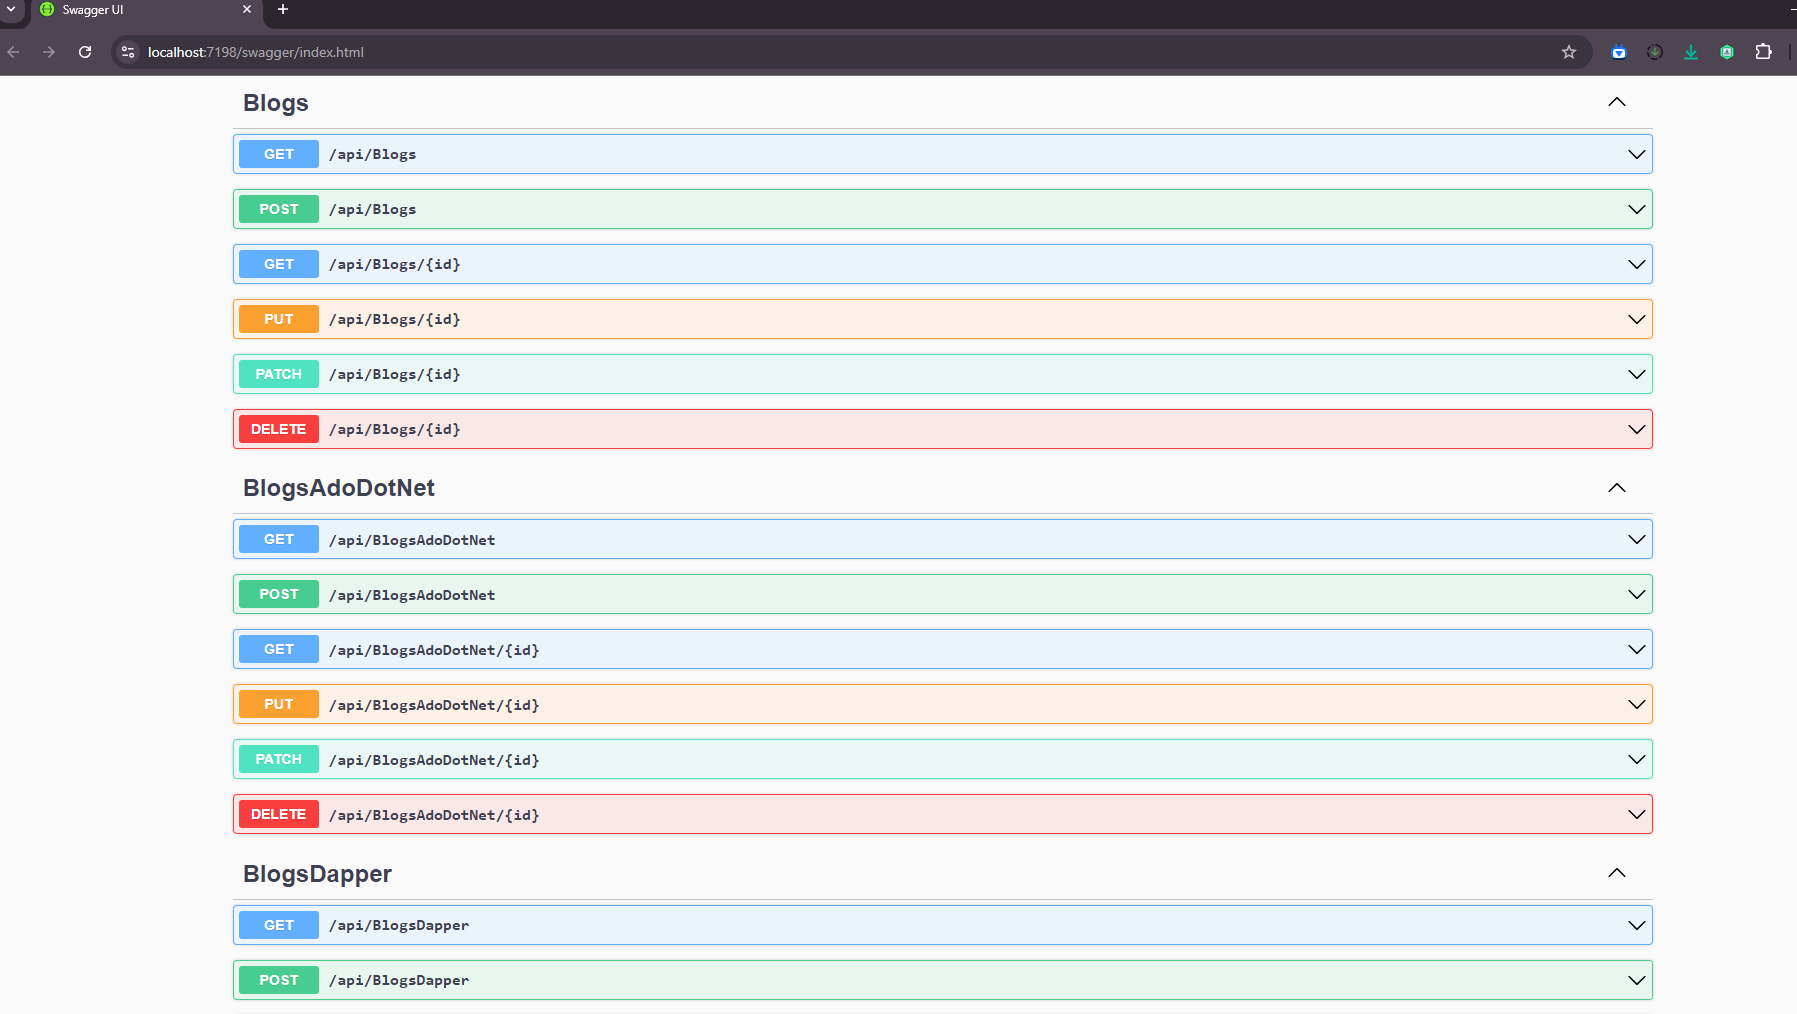 Swagger UI
localhost:7198/swagger/index.html
Blogs
GET /api/Blogs
POST /api/Blogs
GET /api/Blogs/{id}
PUT /api/Blogs/{id}
PATCH /api/Blogs/{id}
DELETE /api/Blogs/{id}
BlogsAdoDotNet
GET /api/BlogsAdoDotNet
POST /api/BlogsAdoDotNet
GET /api/BlogsAdoDotNet/{id}
PUT /api/BlogsAdoDotNet/{id}
PATCH /api/BlogsAdoDotNet/{id}
DELETE /api/BlogsAdoDotNet/{id}
BlogsDapper
GET /api/BlogsDapper
POST /api/BlogsDapper